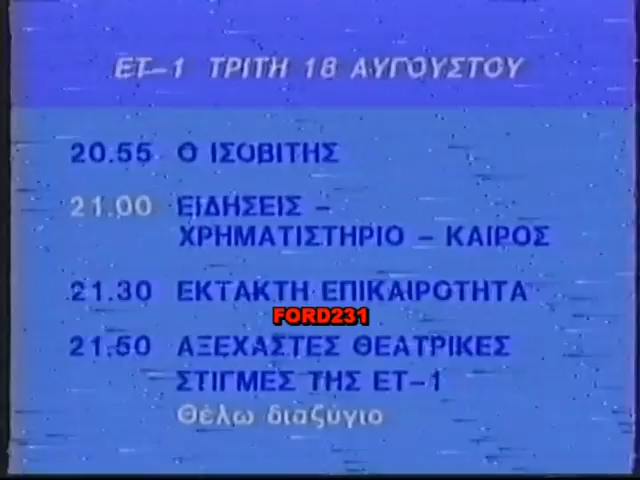 ΕΤ-1 ΤΡΙΤΗ 18 ΑΥΓΟΥΣΤΟΥ
20.55 Ο ΙΣΟΒΙΤΗΣ
21.00 ΕΙΔΗΣΕΙΣ -
ΧΡΗΜΑΤΙΣΤΗΡΙΟ - ΚΑΙΡΟΣ
21.30 ΕΚΤΑΚΤΗ ΕΠΙΚΑΙΡΟΤΗΤΑ
FORD231
21.50 ΑΞΕΧΑΣΤΕΣ ΘΕΑΤΡΙΚΕΣ
ΣΤΙΓΜΕΣ ΤΗΣ ΕΤ-1
Θέλω διαζύγιο